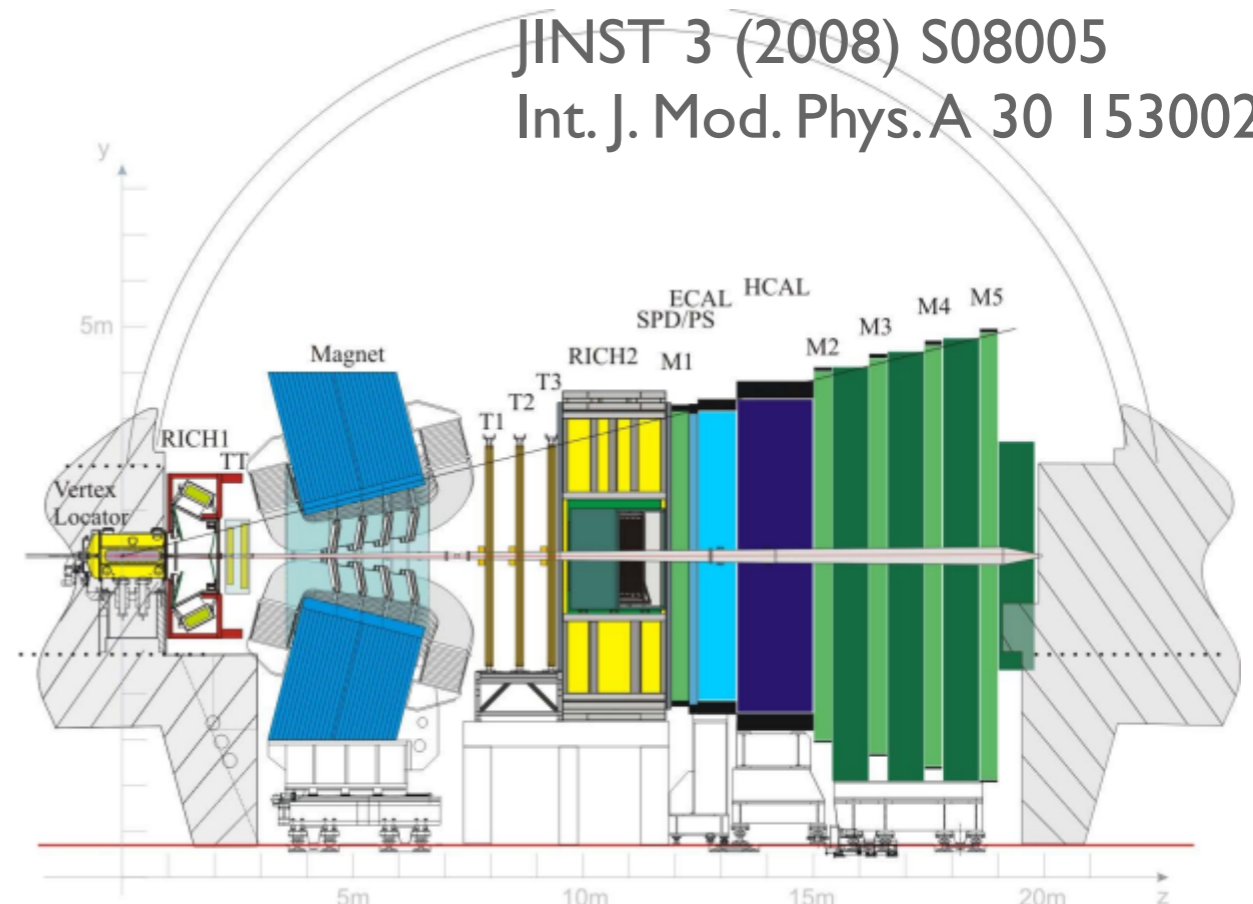 JINST 3 (2008) S08005
Int. J. Mod. Phys. A 30 153002
y
5m
ECAL HCAL
SPD/PS
M5
M4
M3
M2
Magnet
RICH2
M1
T3
T2
T1
RICH1
TT
Vertex
Locator
5m 10m 15m 20m z